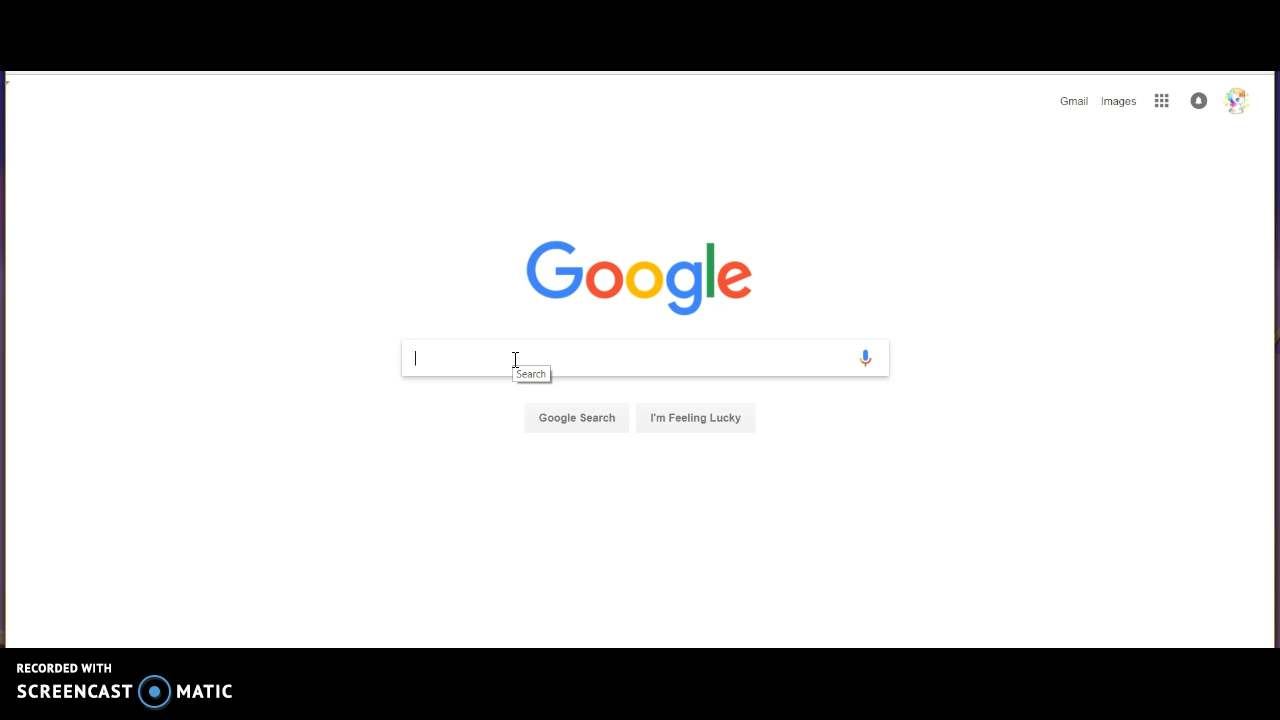 Gmail Images
Google
Search
Google Search I'm Feeling Lucky
RECORDED WITH
SCREENCAST MATIC